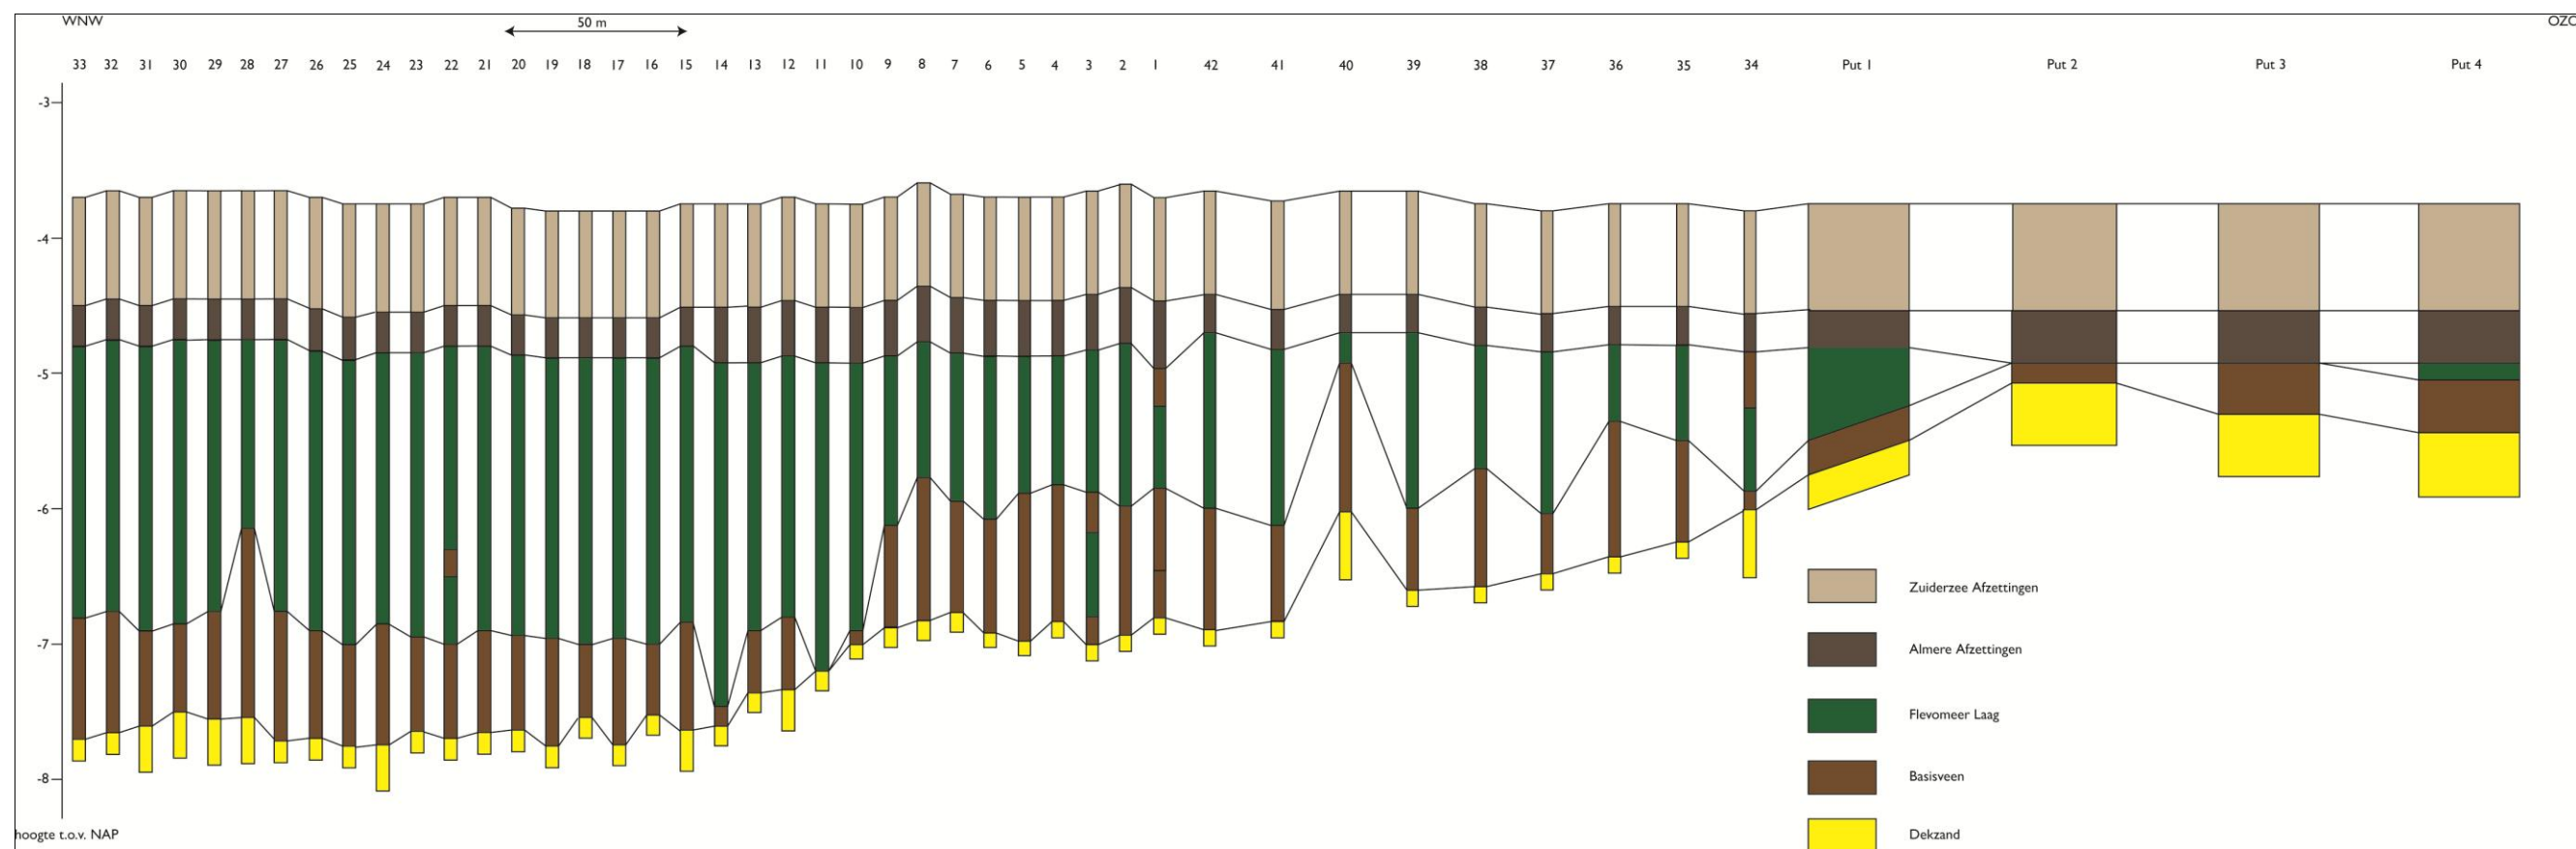 WNW 50 m OZO
33 32 31 30 29 28 27 26 25 24 23 22 21 20 19 18 17 16 15 14 13 12 11 10 9 8 7 6 5 4 3 2 1 42 41 40 39 38 37 36 35 34 Put 1 Put 2 Put 3 Put 4
-3
-4
-5
-6
-7
-8
Zuiderzee Afzettingen
Almere Afzettingen
Flevomeer Laag
Basisveen
Dekzand
hoogte t.o.v. NAP